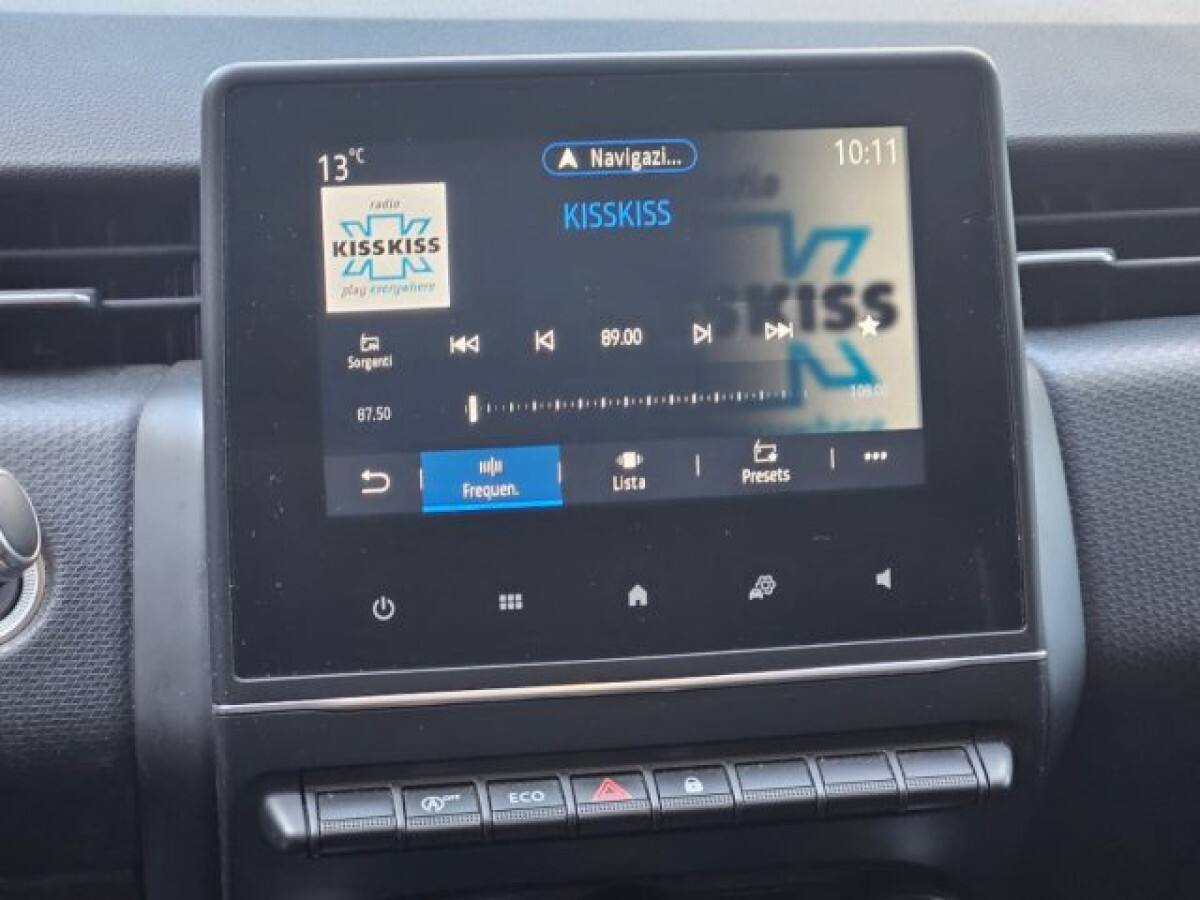 13°C
Navigazi...
10:11
KISSKISS
radio
KISSKISS
play everywhere
Sorgenti
89.00
87.50
108.00
Frequen.
Lista
Presets
A OFF
ECO